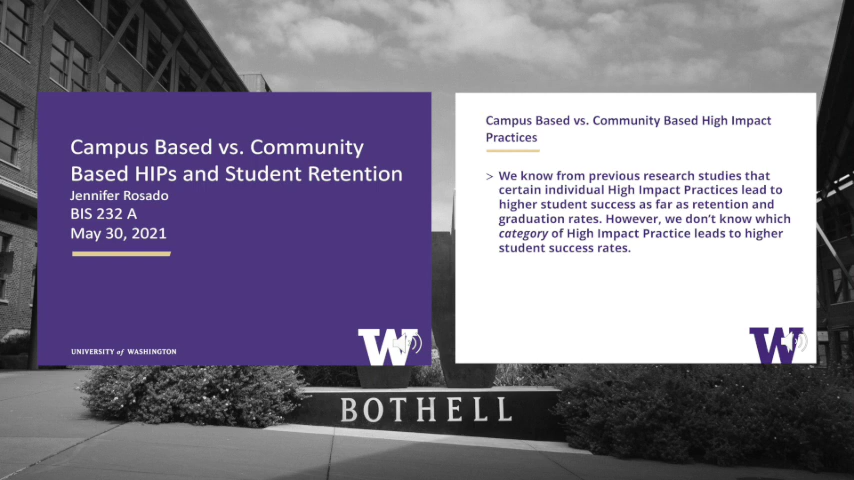 Campus Based vs. Community
Based HIPs and Student Retention
Jennifer Rosado
BIS 232 A
May 30, 2021
UNIVERSITY of WASHINGTON
W
Campus Based vs. Community Based High Impact
Practices
> We know from previous research studies that
certain individual High Impact Practices lead to
higher student success as far as retention and
graduation rates. However, we don’t know which
category of High Impact Practice leads to higher
student success rates.
W
BOTHELL